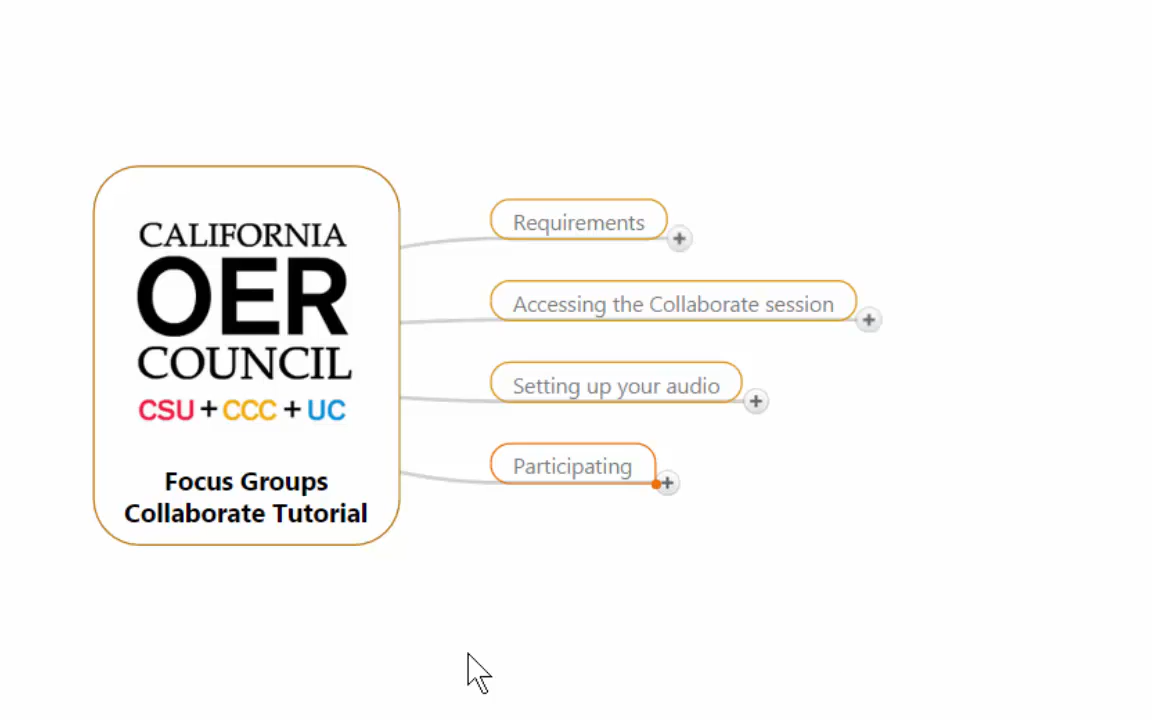 CALIFORNIA
OER
COUNCIL
CSU + CCC + UC
Focus Groups
Collaborate Tutorial
Requirements
Accessing the Collaborate session
Setting up your audio
Participating